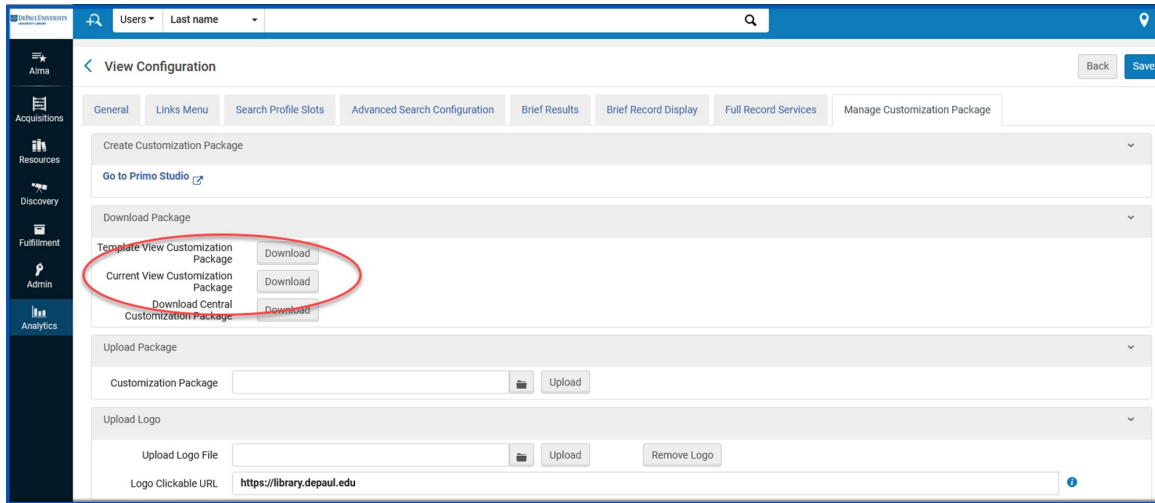 DEPAUL UNIVERSITY
UNIVERSITY LIBRARY
Users
Last name
Alma
Acquisitions
Resources
Discovery
Fulfillment
Admin
Analytics
View Configuration
Back
Save
General
Links Menu
Search Profile Slots
Advanced Search Configuration
Brief Results
Brief Record Display
Full Record Services
Manage Customization Package
Create Customization Package
Go to Primo Studio
Download Package
Template View Customization
Package
Download
Current View Customization
Package
Download
Download Central
Customization Package
Download
Upload Package
Customization Package
Upload
Upload Logo
Upload Logo File
Upload
Remove Logo
Logo Clickable URL
https://library.depaul.edu